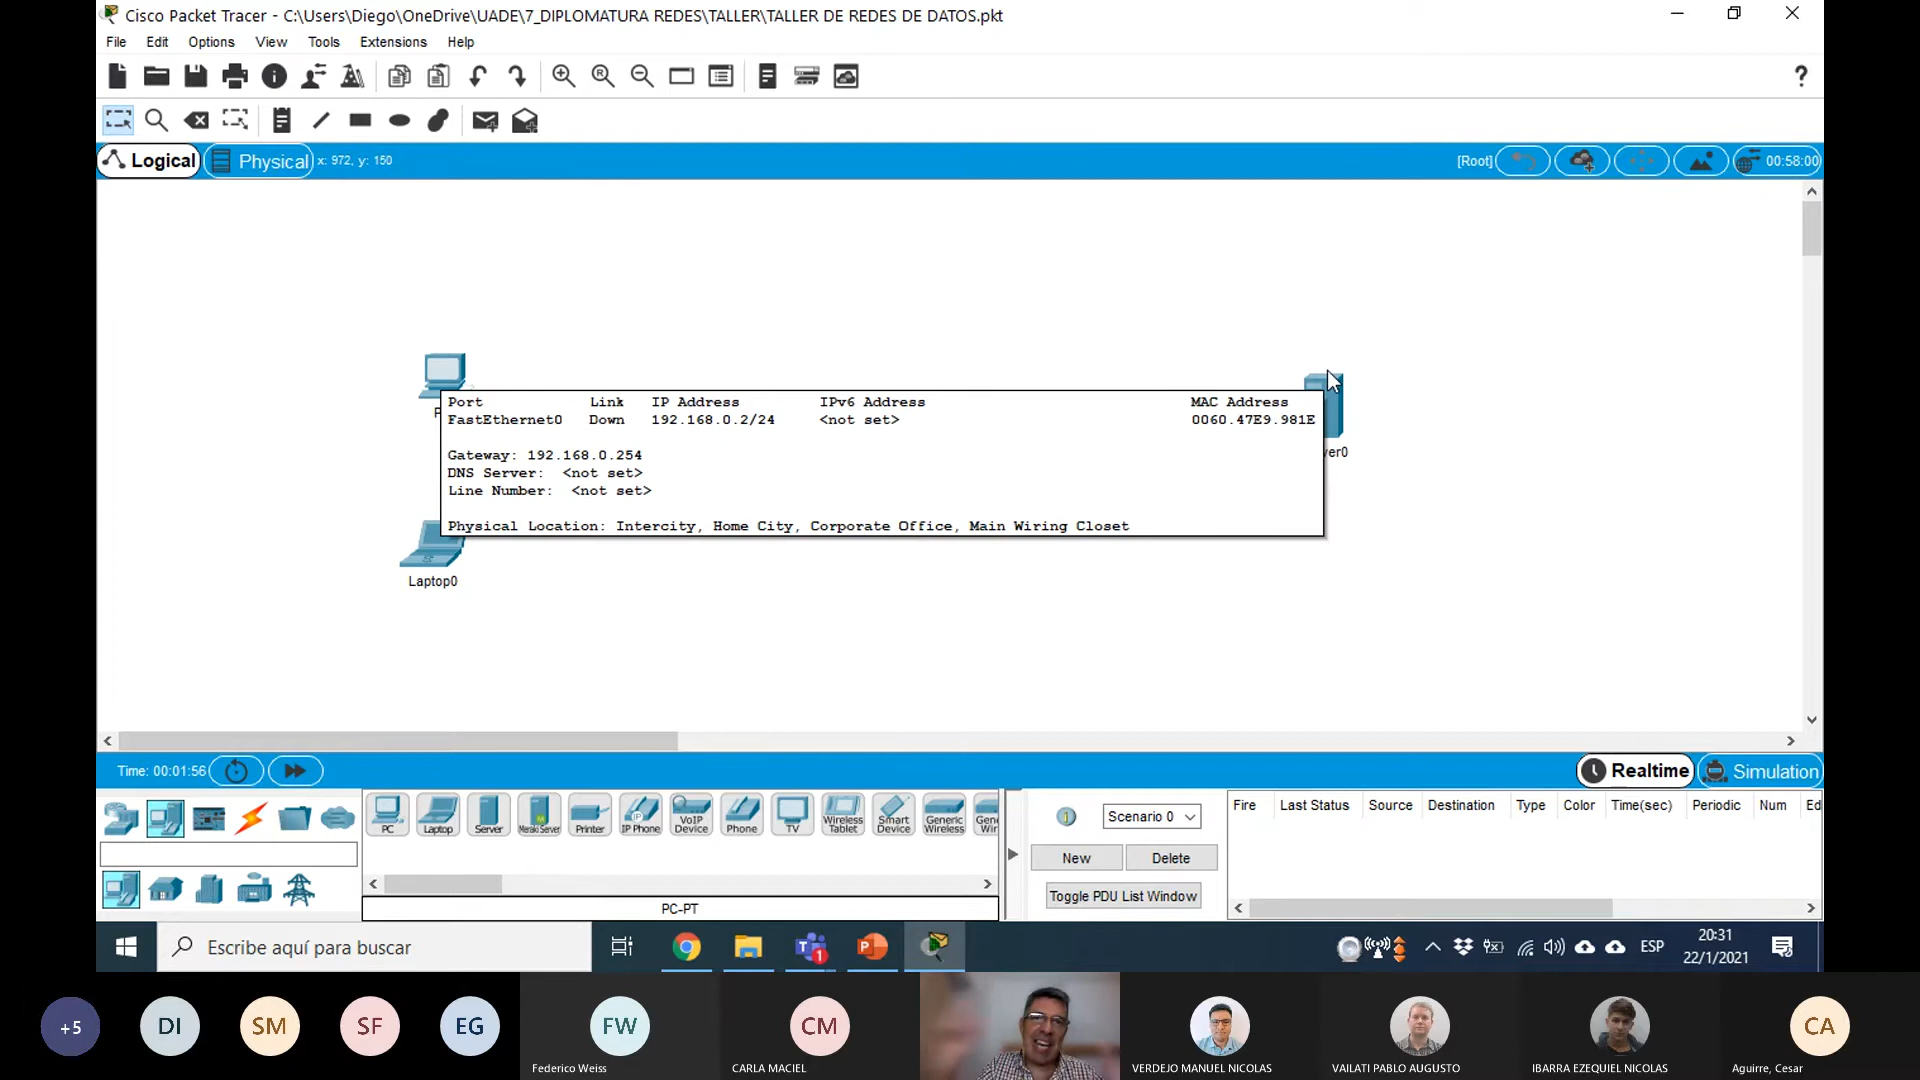 Cisco Packet Tracer - C:\Users\Diego\OneDrive\UADE\7_DIPLOMATURA REDES\TALLER\TALLER DE REDES DE DATOS.pkt
File Edit Options View Tools Extensions Help
?
Logical Physical x: 972, y: 150 [Root] 00:58:00
Port Link IP Address IPv6 Address MAC Address
FastEthernet0 Down 192.168.0.2/24 <not set> 0060.47E9.981E
ver0
Gateway: 192.168.0.254
DNS Server: <not set>
Line Number: <not set>
Physical Location: Intercity, Home City, Corporate Office, Main Wiring Closet
Laptop0
Time: 00:01:56 Realtime Simulation
Fire Last Status Source Destination Type Color Time(sec) Periodic Num Ed
Scenario 0
PC Laptop Server Meraki Server Printer IP Phone VoIP Device Phone TV Wireless Tablet Smart Device Generic Wireless
New Delete
Toggle PDU List Window
PC-PT
Escribe aquí para buscar
1
ESP
20:31
22/1/2021
+5 DI SM SF EG FW CM CA
Federico Weiss CARLA MACIEL VERDEJO MANUEL NICOLAS VAILATI PABLO AUGUSTO IBARRA EZEQUIEL NICOLAS Aguirre, Cesar